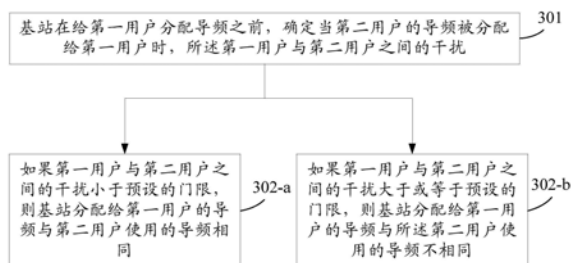 基站在给第一用户分配导频之前，确定当第二用户的导频被分配
给第一用户时，所述第一用户与第二用户之间的干扰
301
如果第一用户与第二用户之
间的干扰小于预设的门限，
则基站分配给第一用户的导
频与第二用户使用的导频相
同
302-a
如果第一用户与第二用户之
间的干扰大于或等于预设的
门限，则基站分配给第一用户
的导频与所述第二用户使
用的导频不相同
302-b